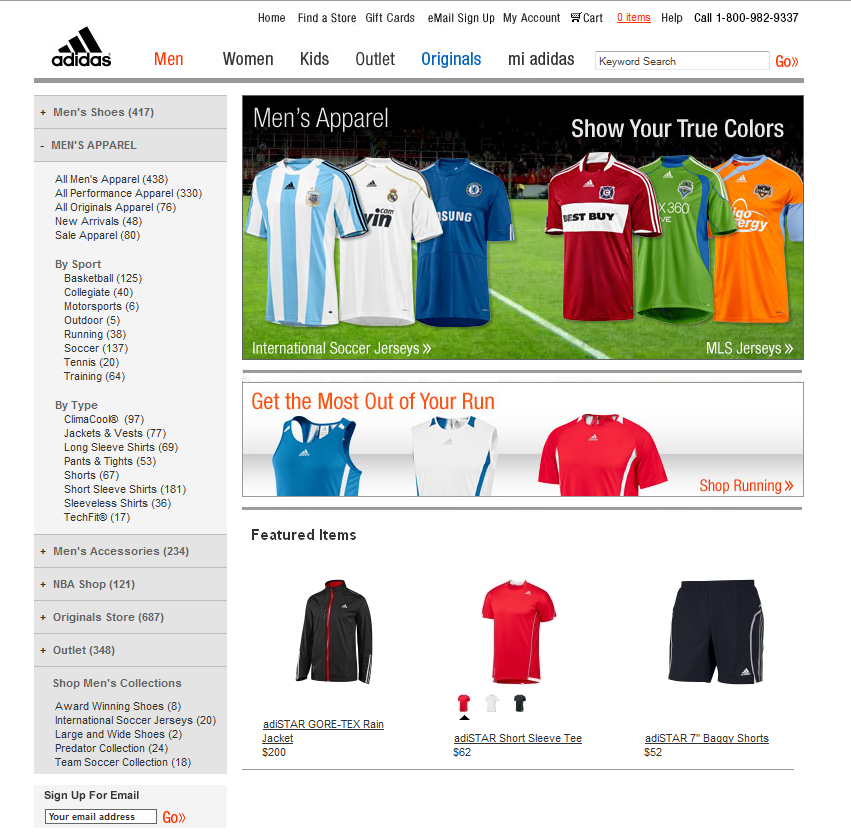 Home Find a Store Gift Cards eMail Sign Up My Account Cart 0 items Help Call 1-800-982-9337
adidas
Men Women Kids Outlet Originals mi adidas Keyword Search Go»
+ Men's Shoes (417)
- MEN'S APPAREL
All Men's Apparel (438)
All Performance Apparel (330)
All Originals Apparel (76)
New Arrivals (48)
Sale Apparel (80)
By Sport
Basketball (125)
Collegiate (40)
Motorsports (6)
Outdoor (5)
Running (38)
Soccer (137)
Tennis (20)
Training (64)
By Type
ClimaCool® (97)
Jackets & Vests (77)
Long Sleeve Shirts (69)
Pants & Tights (53)
Shorts (67)
Short Sleeve Shirts (181)
Sleeveless Shirts (36)
TechFit® (17)
+ Men's Accessories (234)
+ NBA Shop (121)
+ Originals Store (687)
+ Outlet (348)
Shop Men's Collections
Award Winning Shoes (8)
International Soccer Jerseys (20)
Large and Wide Shoes (2)
Predator Collection (24)
Team Soccer Collection (18)
Sign Up For Email
Your email address Go»
Men's Apparel
Show Your True Colors
win.com
SUNG
BEST BUY
X 360
VE
igo
ergy
International Soccer Jerseys »
MLS Jerseys »
Get the Most Out of Your Run
Shop Running »
Featured Items
adiSTAR GORE-TEX Rain
Jacket
$200
adiSTAR Short Sleeve Tee
$62
adiSTAR 7" Baggy Shorts
$52